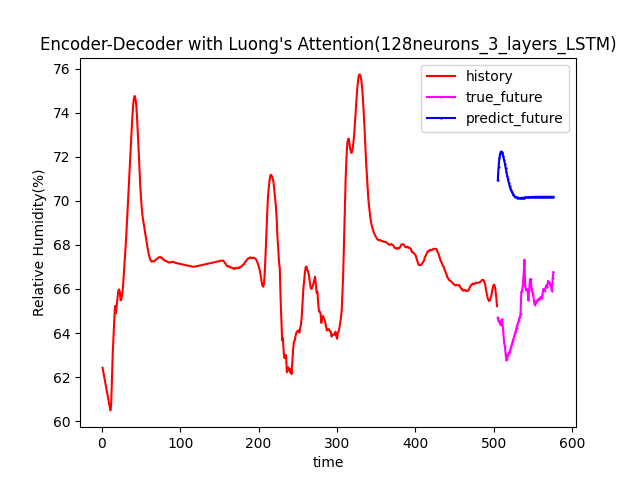 Encoder-Decoder with Luong's Attention(128neurons_3_layers_LSTM)
history
true_future
predict_future
Relative Humidity(%)
76
74
72
70
68
66
64
62
60
0 100 200 300 400 500 600
time